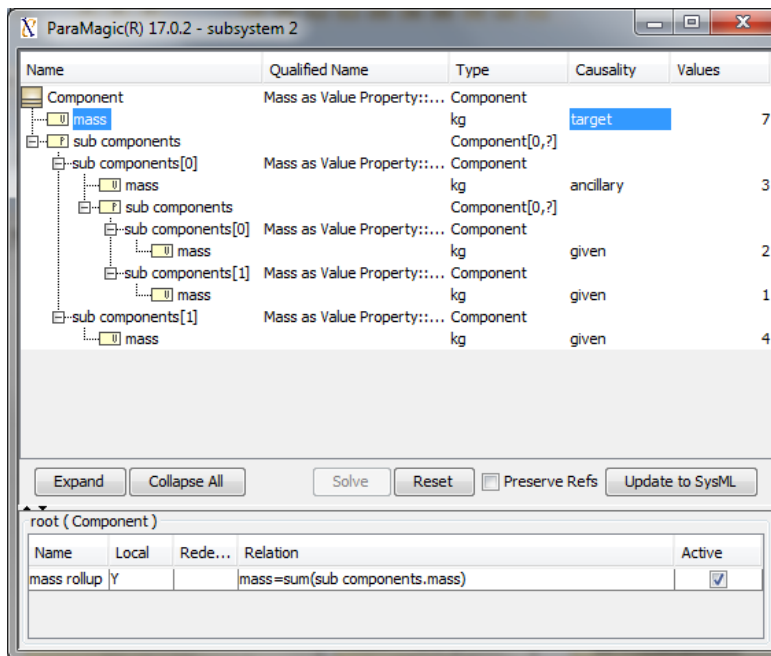 ParaMagic(R) 17.0.2 - subsystem 2
Name Qualified Name Type Causality Values
Component Mass as Value Property::... Component
mass kg target 7
sub components Component[0,?]
sub components[0] Mass as Value Property::... Component
mass kg ancillary 3
sub components Component[0,?]
sub components[0] Mass as Value Property::... Component
mass kg given 2
sub components[1] Mass as Value Property::... Component
mass kg given 1
sub components[1] Mass as Value Property::... Component
mass kg given 4
Expand Collapse All Solve Reset Preserve Refs Update to SysML
root ( Component )
Name Local Rede... Relation Active
mass rollup Y mass=sum(sub components.mass)